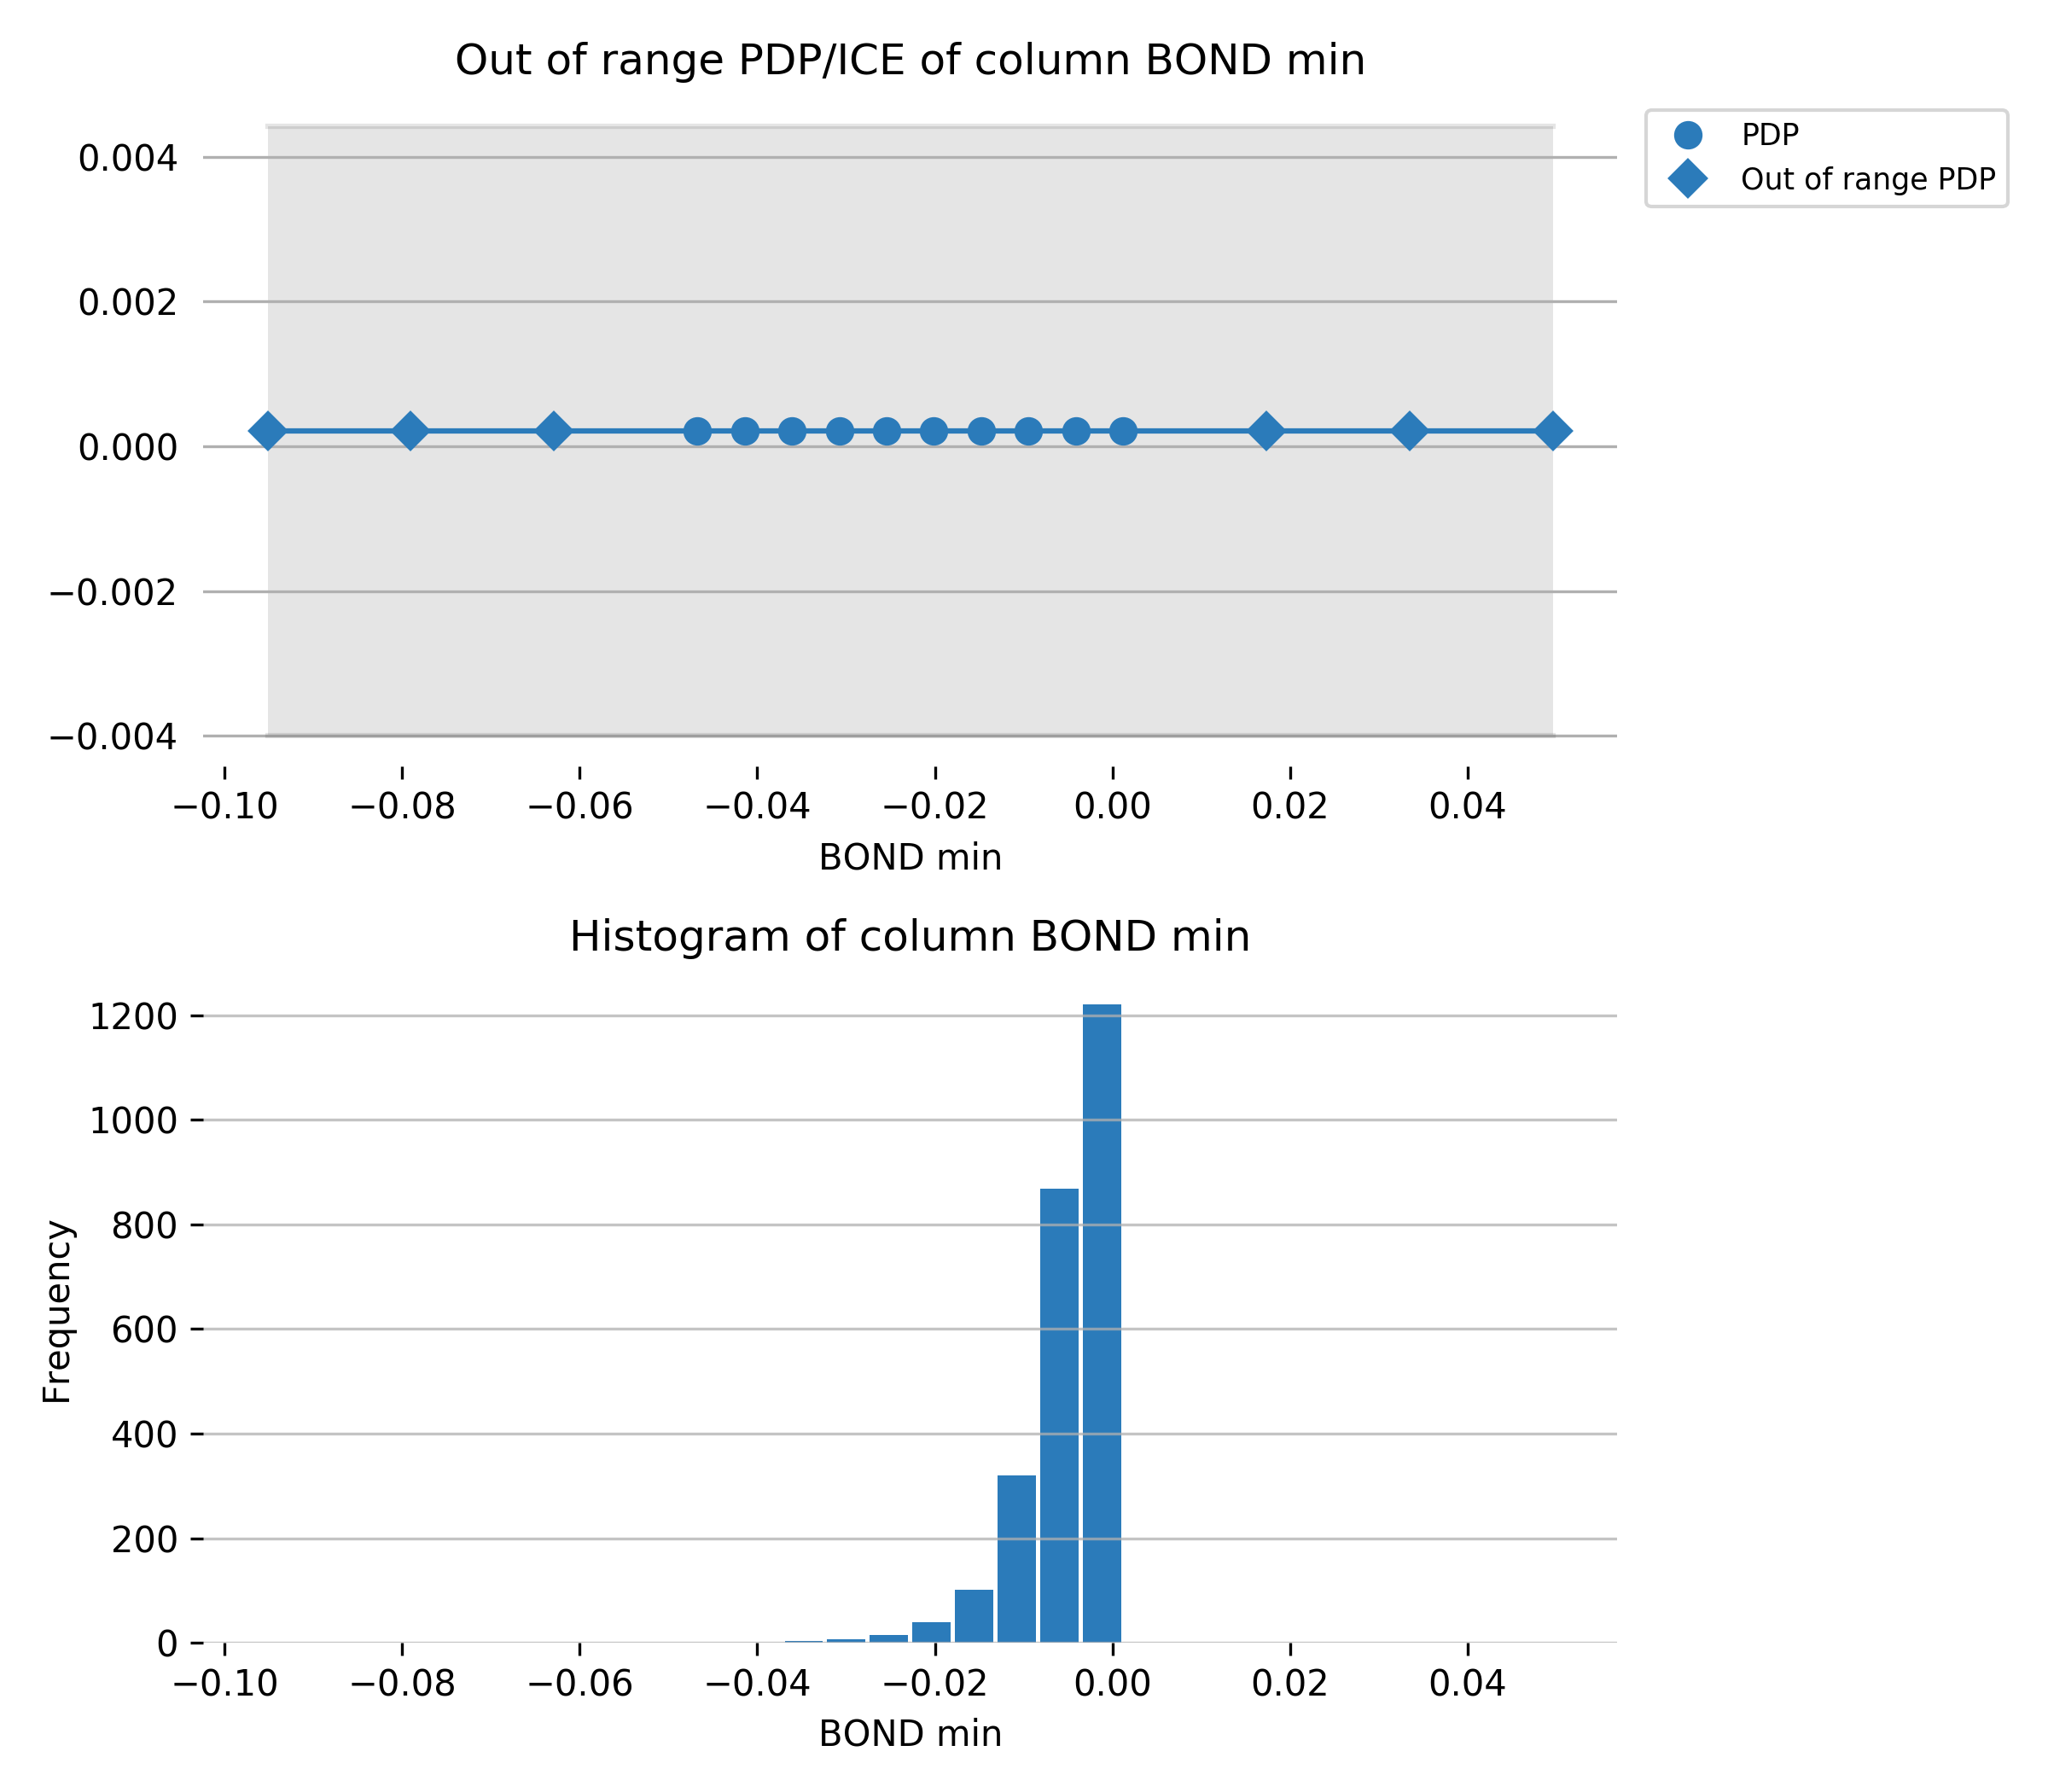 Out of range PDP/ICE of column BOND min
PDP
Out of range PDP
0.004
0.002
0.000
−0.002
−0.004
−0.10 −0.08 −0.06 −0.04 −0.02 0.00 0.02 0.04
BOND min
Histogram of column BOND min
1200
1000
800
600
400
200
0
Frequency
−0.10 −0.08 −0.06 −0.04 −0.02 0.00 0.02 0.04
BOND min